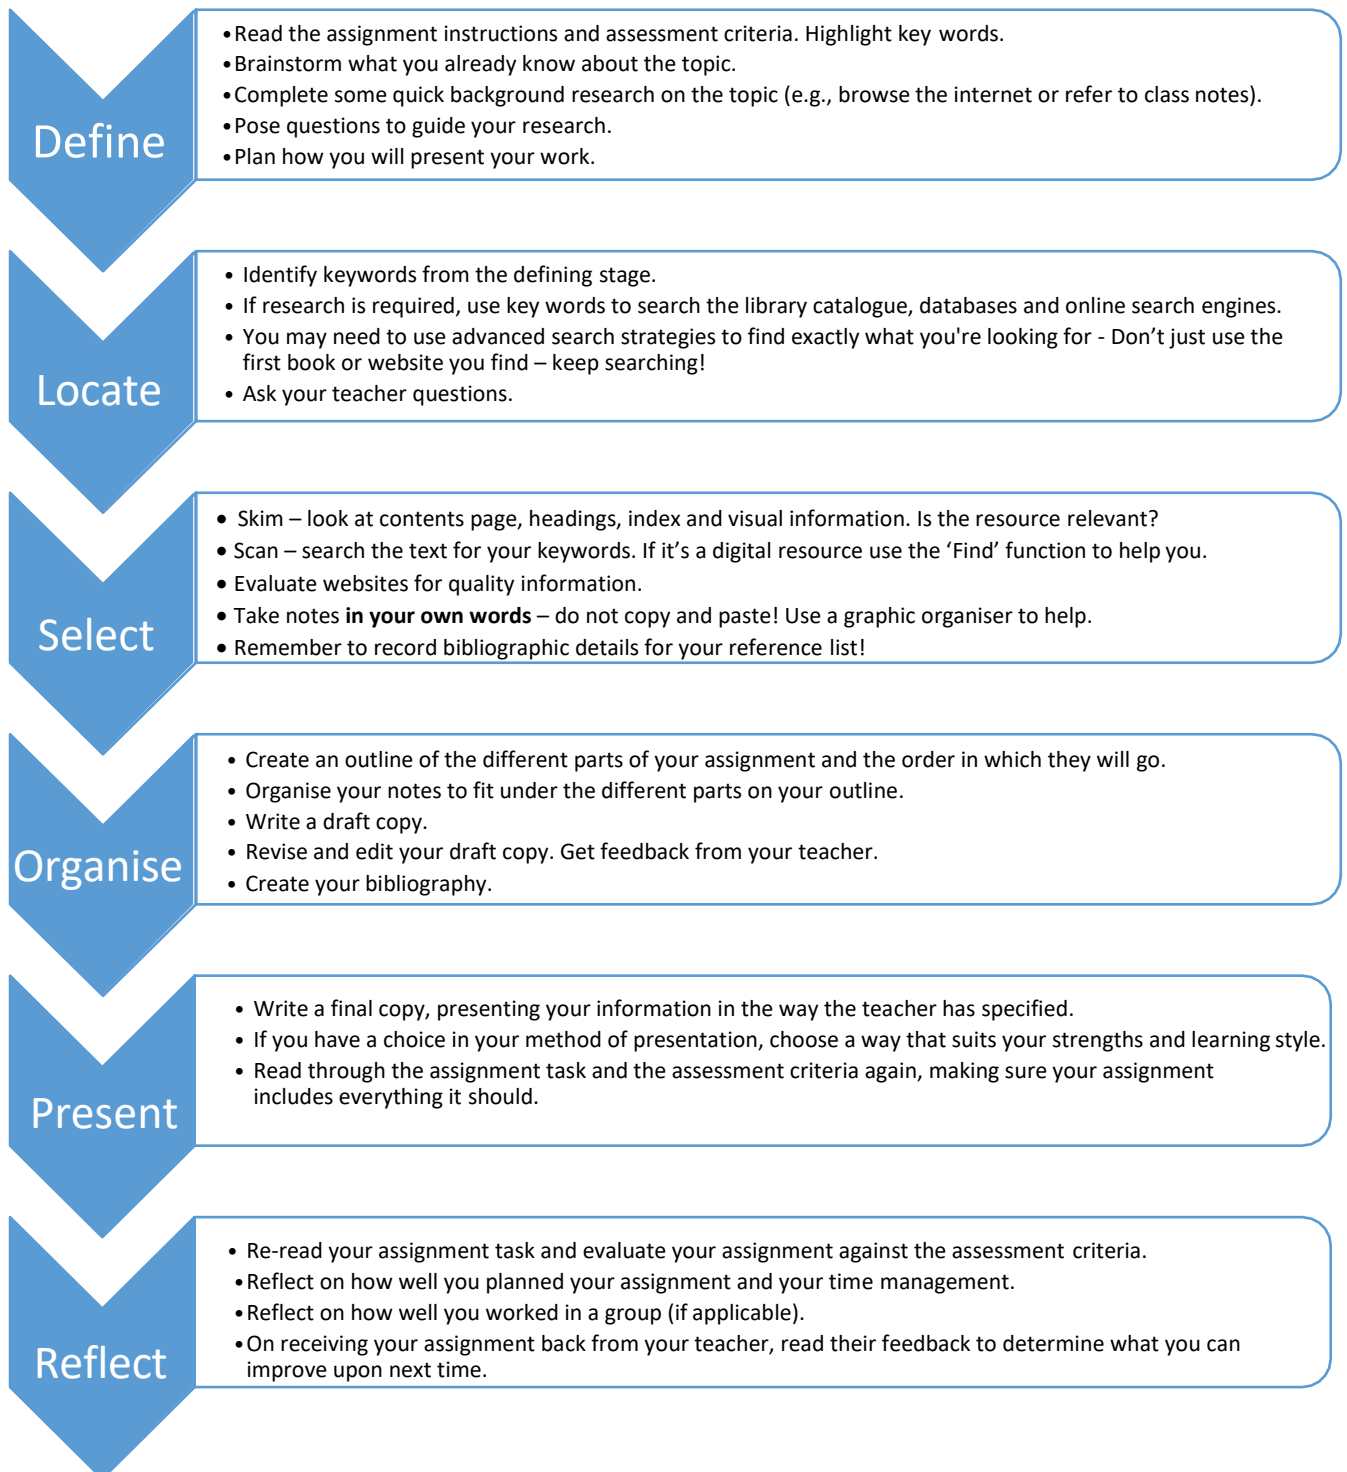 Define
•Read the assignment instructions and assessment criteria. Highlight key words.
•Brainstorm what you already know about the topic.
•Complete some quick background research on the topic (e.g., browse the internet or refer to class notes).
•Pose questions to guide your research.
•Plan how you will present your work.
Locate
• Identify keywords from the defining stage.
• If research is required, use key words to search the library catalogue, databases and online search engines.
• You may need to use advanced search strategies to find exactly what you're looking for - Don’t just use the
first book or website you find – keep searching!
• Ask your teacher questions.
Select
• Skim – look at contents page, headings, index and visual information. Is the resource relevant?
• Scan – search the text for your keywords. If it’s a digital resource use the ‘Find’ function to help you.
• Evaluate websites for quality information.
• Take notes in your own words – do not copy and paste! Use a graphic organiser to help.
• Remember to record bibliographic details for your reference list!
Organise
• Create an outline of the different parts of your assignment and the order in which they will go.
• Organise your notes to fit under the different parts on your outline.
• Write a draft copy.
• Revise and edit your draft copy. Get feedback from your teacher.
• Create your bibliography.
Present
• Write a final copy, presenting your information in the way the teacher has specified.
• If you have a choice in your method of presentation, choose a way that suits your strengths and learning style.
• Read through the assignment task and the assessment criteria again, making sure your assignment
includes everything it should.
Reflect
• Re-read your assignment task and evaluate your assignment against the assessment criteria.
•Reflect on how well you planned your assignment and your time management.
•Reflect on how well you worked in a group (if applicable).
•On receiving your assignment back from your teacher, read their feedback to determine what you can
improve upon next time.